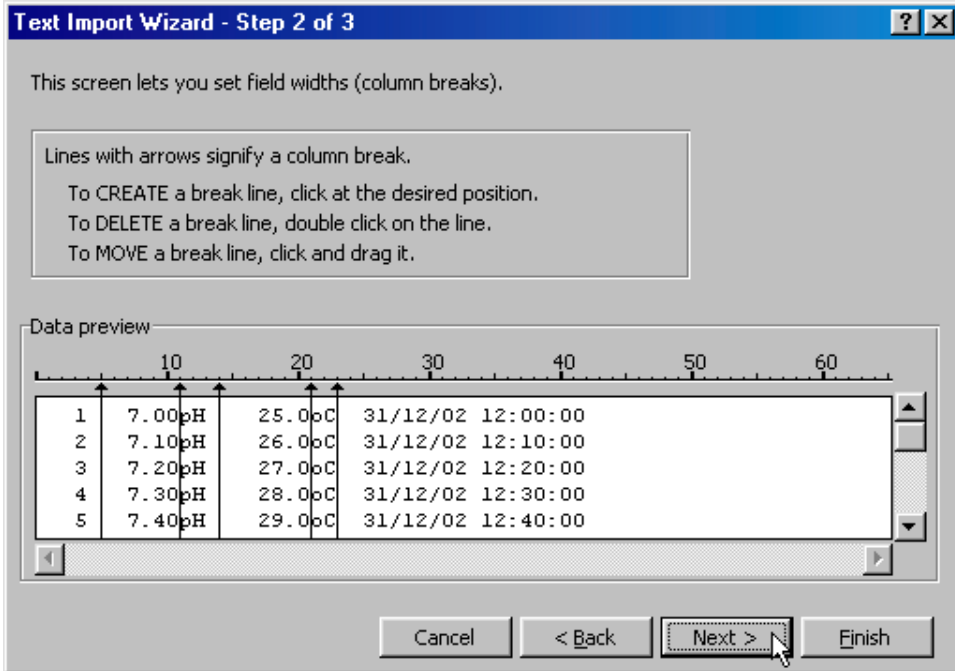 Text Import Wizard - Step 2 of 3
This screen lets you set field widths (column breaks).
Lines with arrows signify a column break.
To CREATE a break line, click at the desired position.
To DELETE a break line, double click on the line.
To MOVE a break line, click and drag it.
Data preview
10 20 30 40 50 60
1 7.00pH 25.0oC 31/12/02 12:00:00
2 7.10pH 26.0oC 31/12/02 12:10:00
3 7.20pH 27.0oC 31/12/02 12:20:00
4 7.30pH 28.0oC 31/12/02 12:30:00
5 7.40pH 29.0oC 31/12/02 12:40:00
Cancel < Back Next > Finish